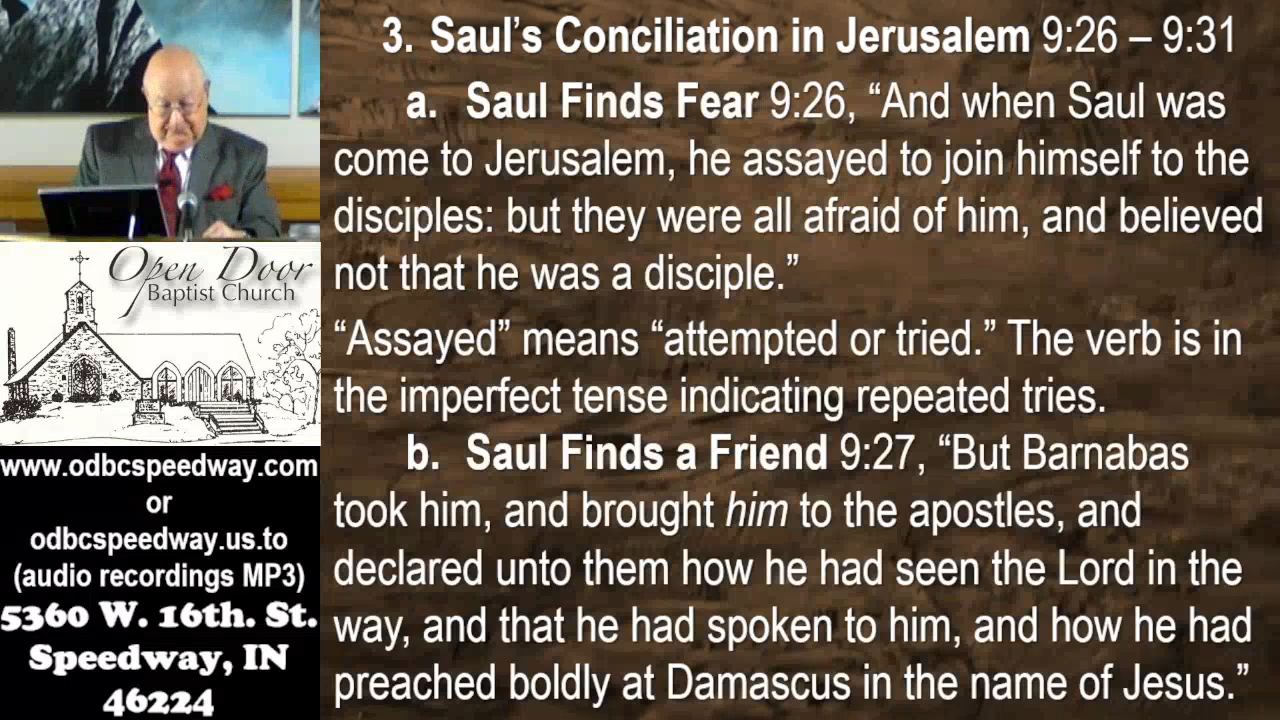 3. Saul’s Conciliation in Jerusalem 9:26 – 9:31
a. Saul Finds Fear 9:26, “And when Saul was
come to Jerusalem, he assayed to join himself to the
disciples: but they were all afraid of him, and believed
not that he was a disciple.”
“Assayed” means “attempted or tried.” The verb is in
the imperfect tense indicating repeated tries.
b. Saul Finds a Friend 9:27, “But Barnabas
took him, and brought him to the apostles, and
declared unto them how he had seen the Lord in the
way, and that he had spoken to him, and how he had
preached boldly at Damascus in the name of Jesus.”
Open Door
Baptist Church
www.odbcspeedway.com
or
odbcspeedway.us.to
(audio recordings MP3)
5360 W. 16th. St.
Speedway, IN
46224